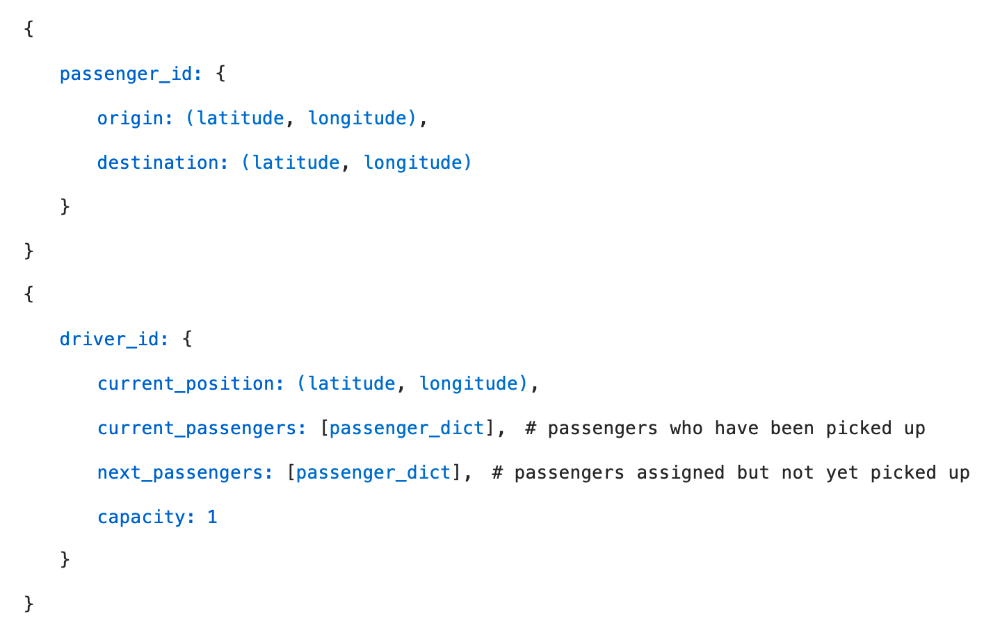 {
passenger_id: {
origin: (latitude, longitude),
destination: (latitude, longitude)
}
}
{
driver_id: {
current_position: (latitude, longitude),
current_passengers: [passenger_dict], # passengers who have been picked up
next_passengers: [passenger_dict], # passengers assigned but not yet picked up
capacity: 1
}
}